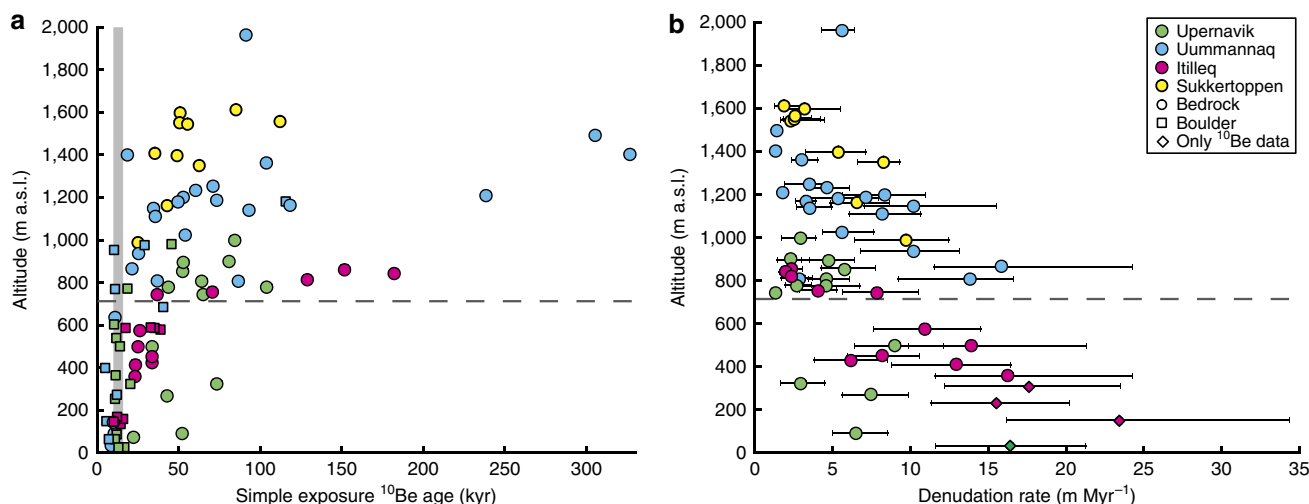 a
2,000
1,800
1,600
1,400
1,200
1,000
800
600
400
200
0
Altitude (m a.s.l.)
0 50 100 150 200 250 300
Simple exposure ¹⁰Be age (kyr)
b
2,000
1,800
1,600
1,400
1,200
1,000
800
600
400
200
0
Altitude (m a.s.l.)
0 5 10 15 20 25 30 35
Denudation rate (m Myr⁻¹)
Upernavik
Uummannaq
Itilleq
Sukkertoppen
Bedrock
Boulder
Only ¹⁰Be data